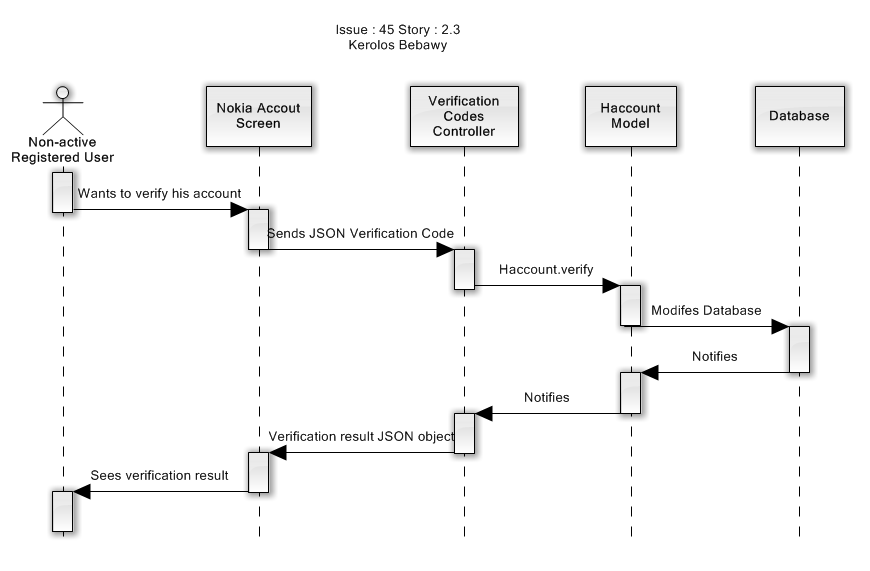 Issue : 45 Story : 2.3
Kerolos Bebawy
Non-active
Registered User
Nokia Accout
Screen
Verification
Codes
Controller
Haccount
Model
Database
Wants to verify his account
Sends JSON Verification Code
Haccount.verify
Modifes Database
Notifies
Notifies
Verification result JSON object
Sees verification result